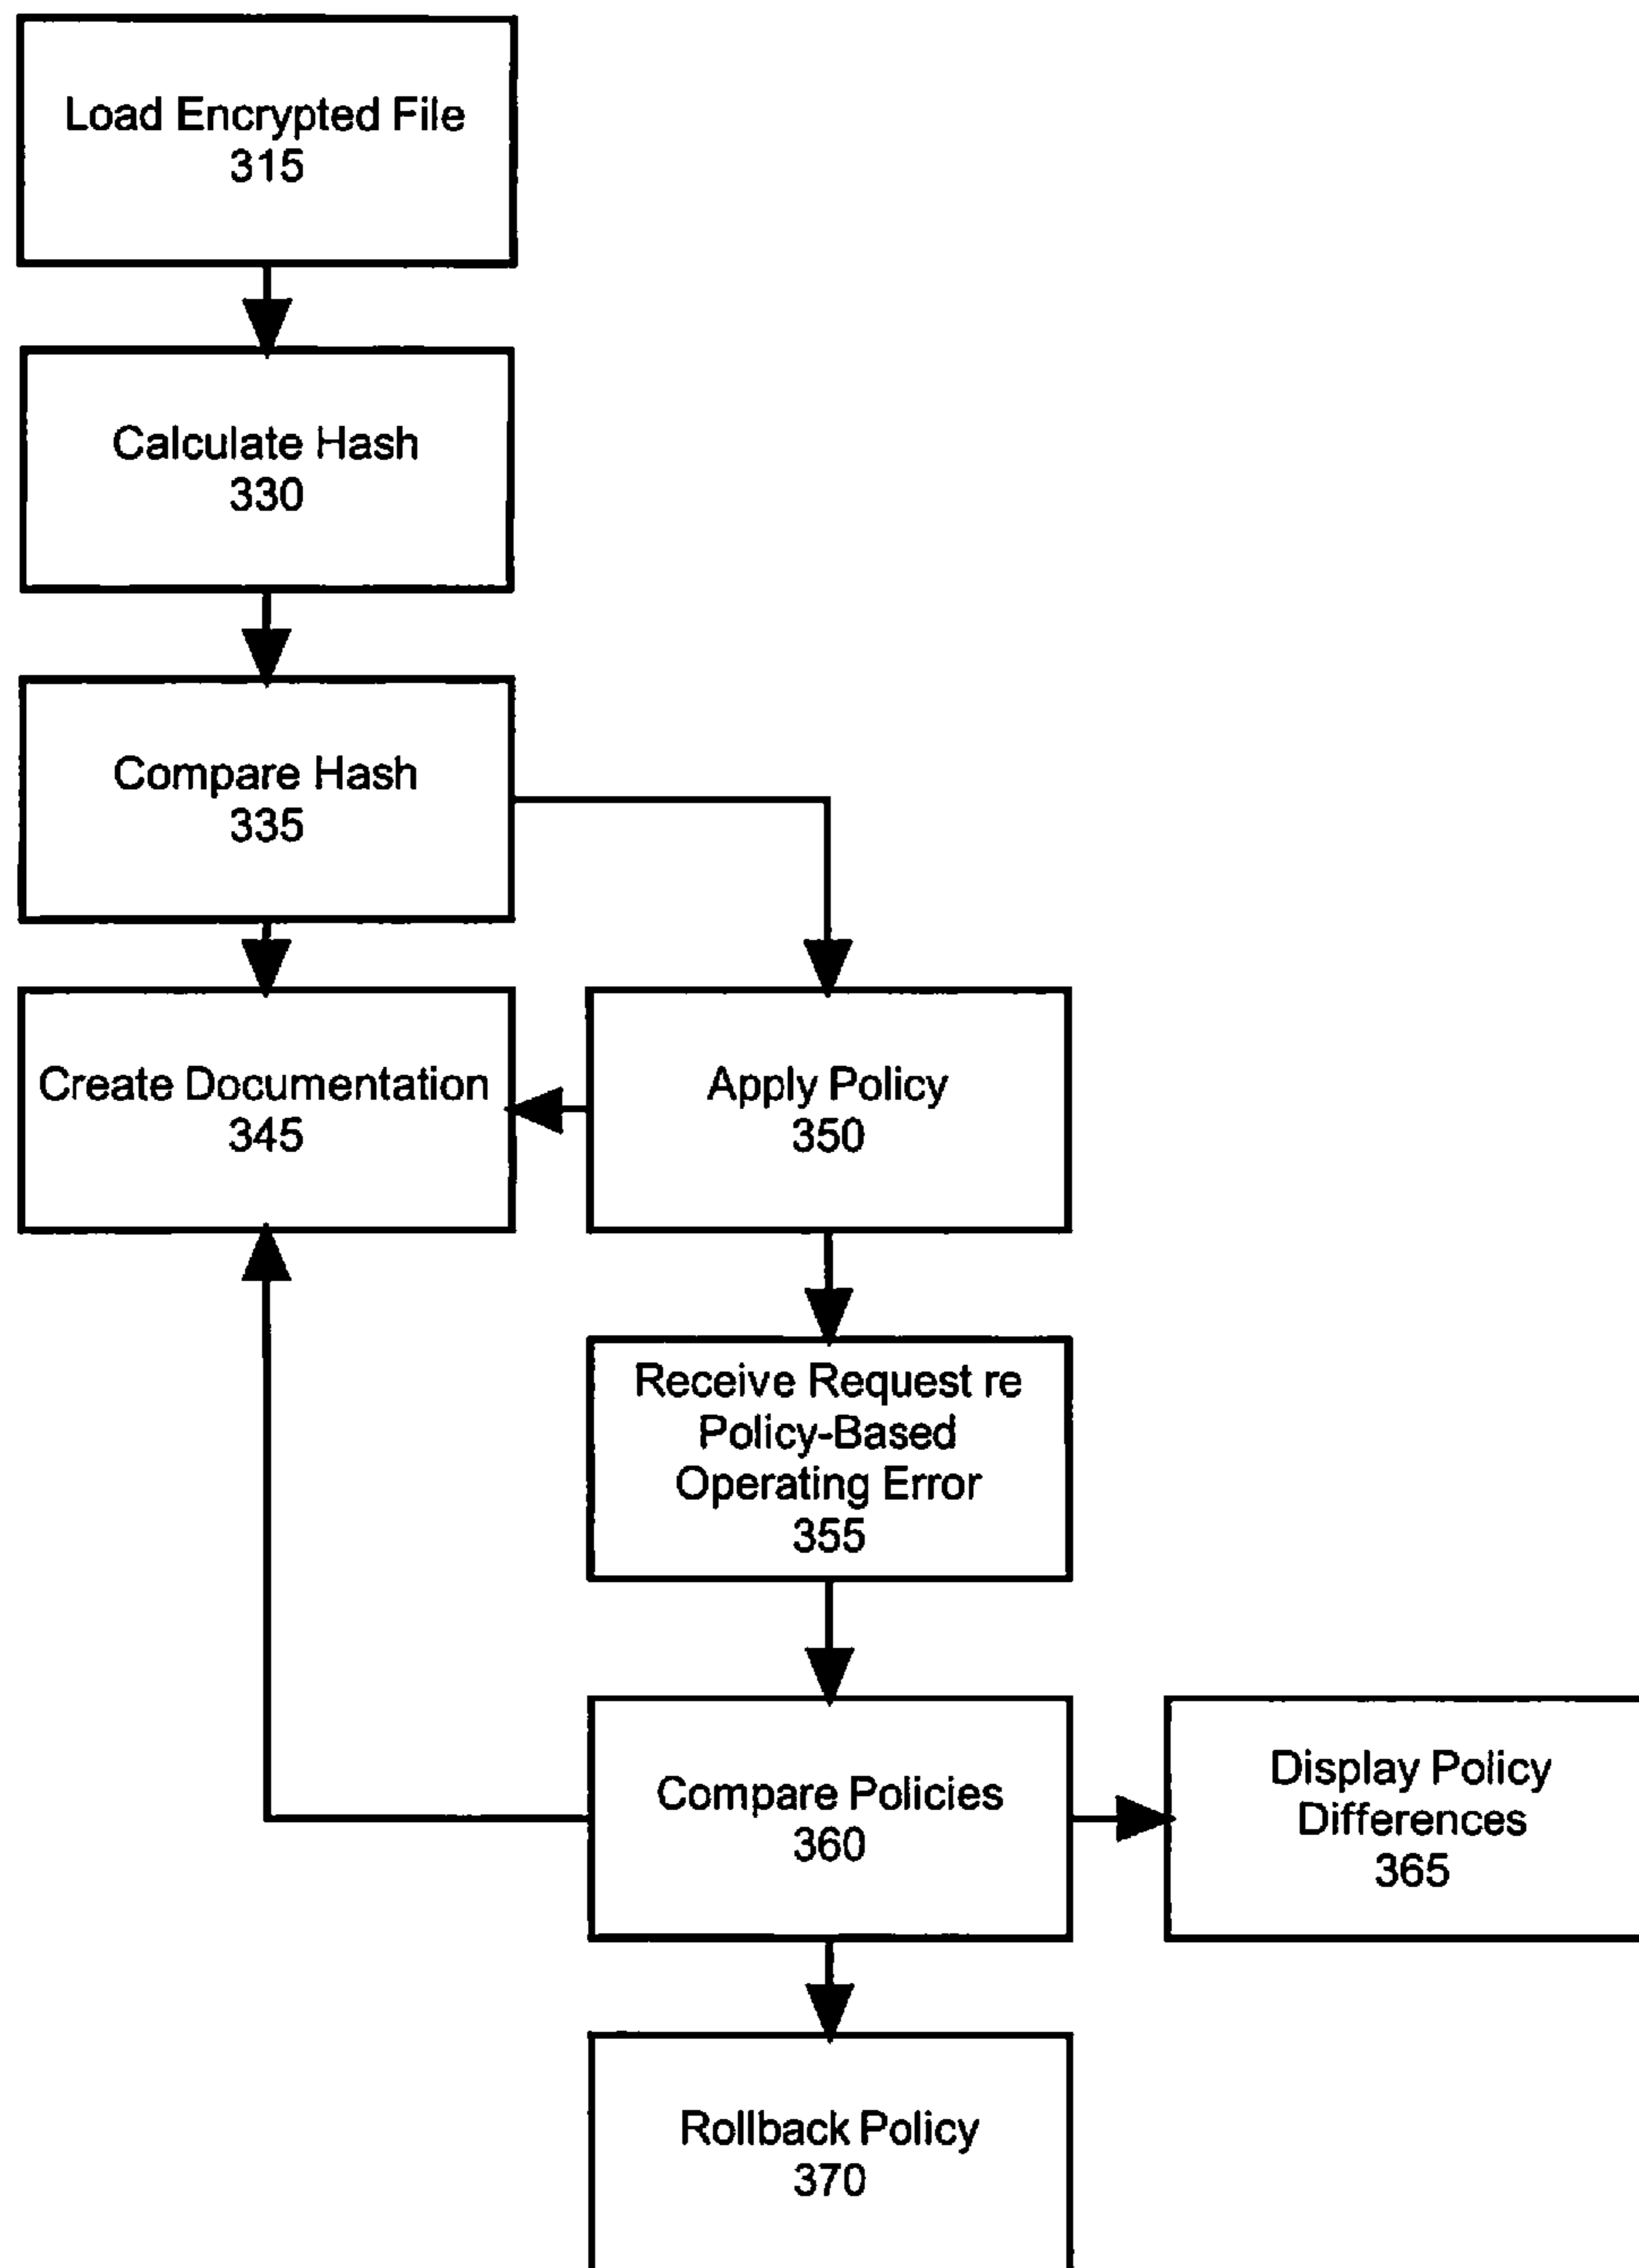 Load Encrypted File
315
Calculate Hash
330
Compare Hash
335
Create Documentation
345
Apply Policy
350
Receive Request re
Policy-Based
Operating Error
355
Compare Policies
360
Display Policy
Differences
365
Rollback Policy
370